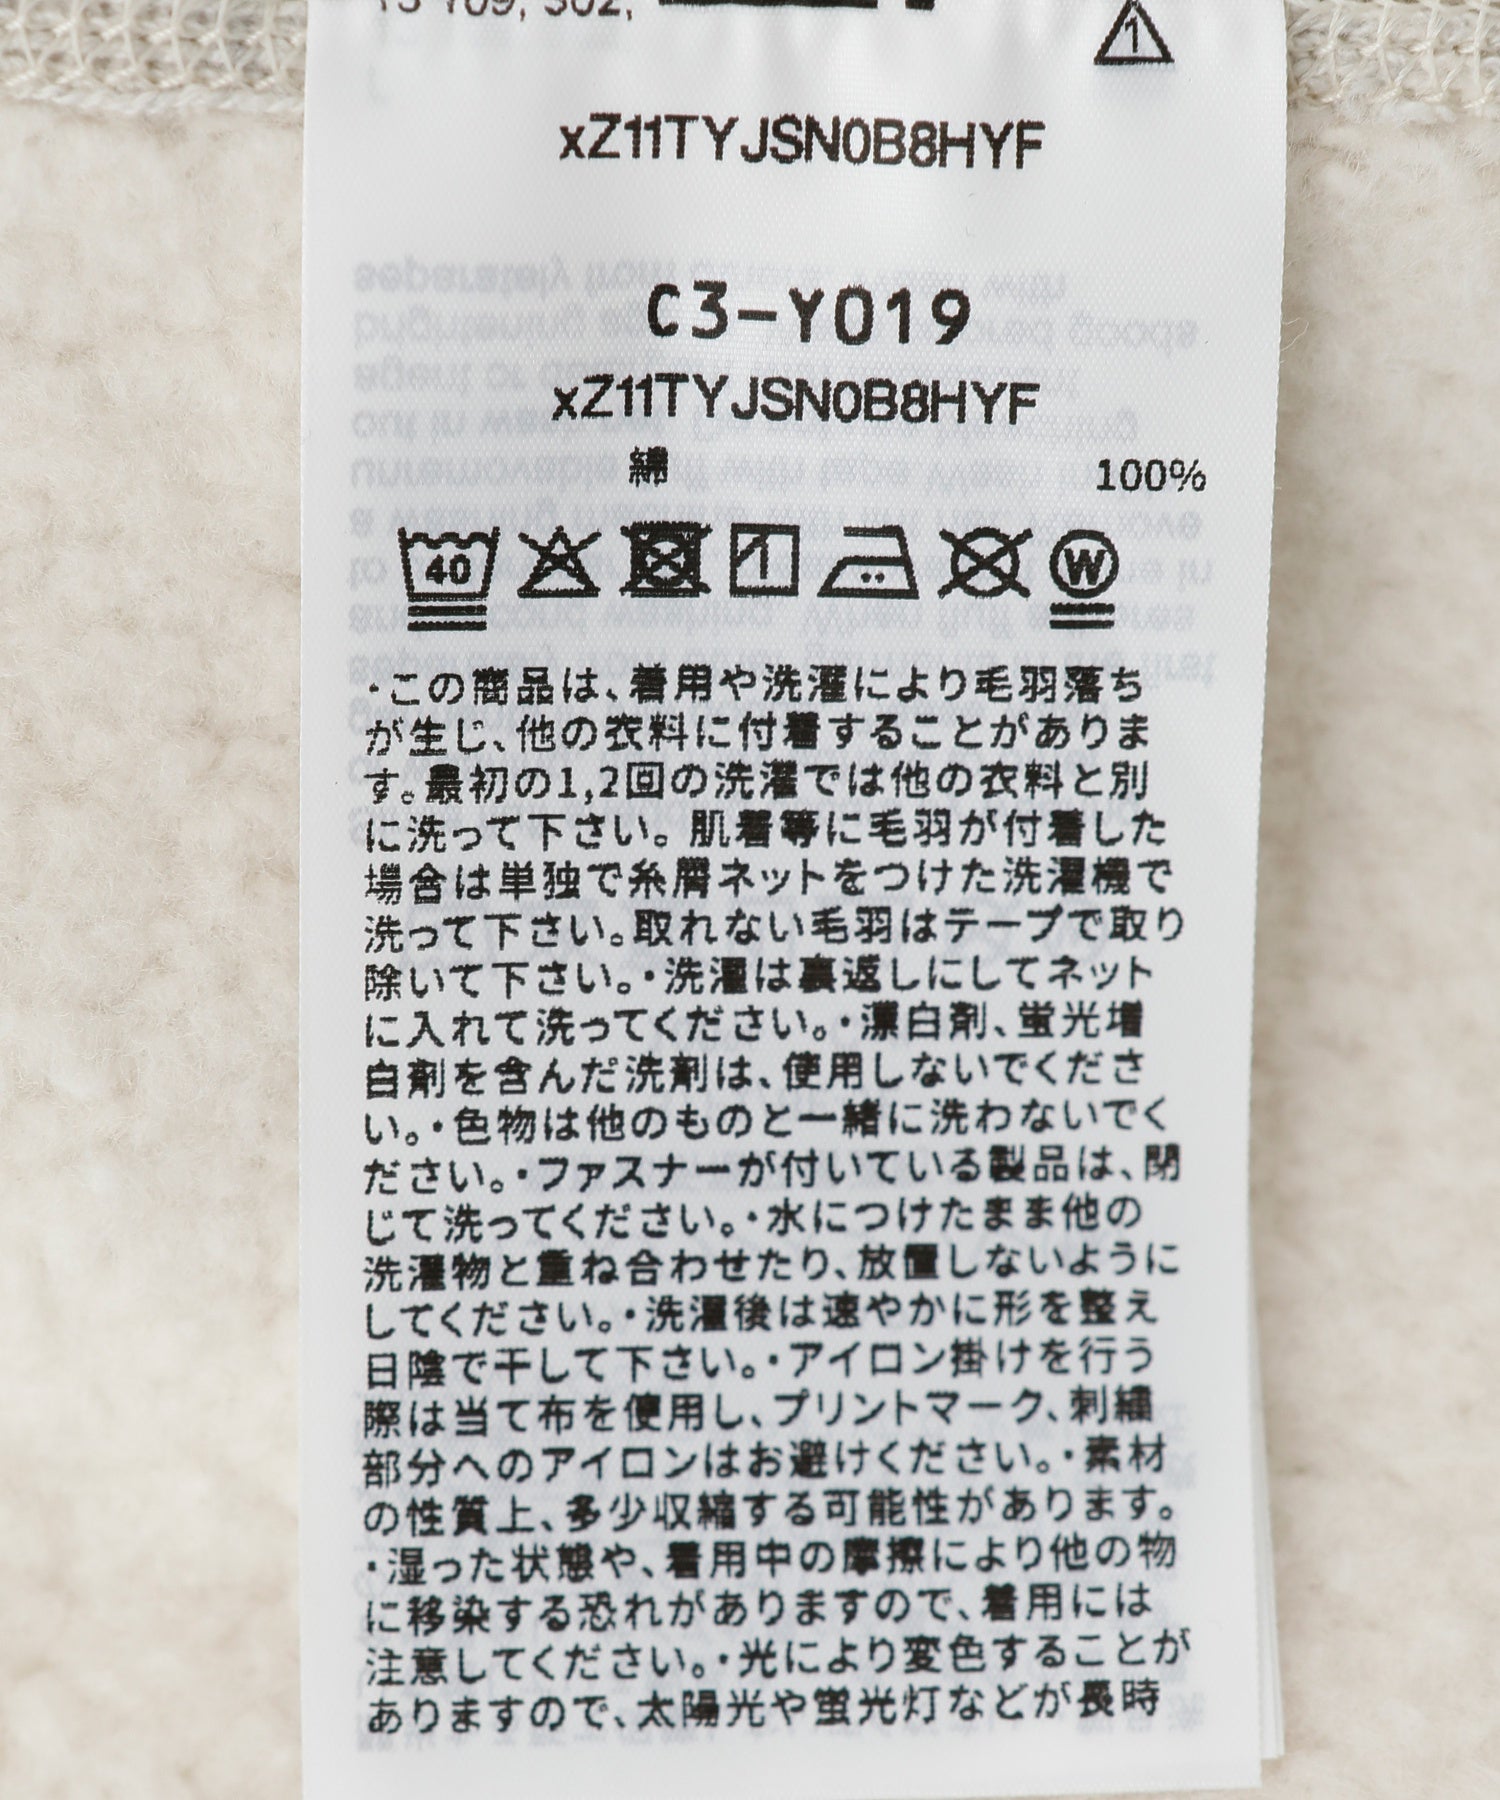 1
xZ11TYJSN0B8HYF
C3-Y019
xZ11TYJSN0B8HYF
綿 100%
40 1 W
・この商品は、着用や洗濯により毛羽落ち
が生じ、他の衣料に付着することがありま
す。最初の1,2回の洗濯では他の衣料と別
に洗って下さい。肌着等に毛羽が付着した
場合は単独で糸屑ネットをつけた洗濯機で
洗って下さい。取れない毛羽はテープで取り
除いて下さい。・洗濯は裏返しにしてネット
に入れて洗ってください。・漂白剤、蛍光増
白剤を含んだ洗剤は、使用しないでくださ
い。・色物は他のものと一緒に洗わないでく
ださい。・ファスナーが付いている製品は、閉
じて洗ってください。・水につけたまま他の
洗濯物と重ね合わせたり、放置しないように
してください。・洗濯後は速やかに形を整え
日陰で干して下さい。・アイロン掛けを行う
際は当て布を使用し、プリントマーク、刺繍
部分へのアイロンはお避けください。・素材
の性質上、多少収縮する可能性があります。
・湿った状態や、着用中の摩擦により他の物
に移染する恐れがありますので、着用には
注意してください。・光により変色することが
ありますので、太陽光や蛍光灯などが長時